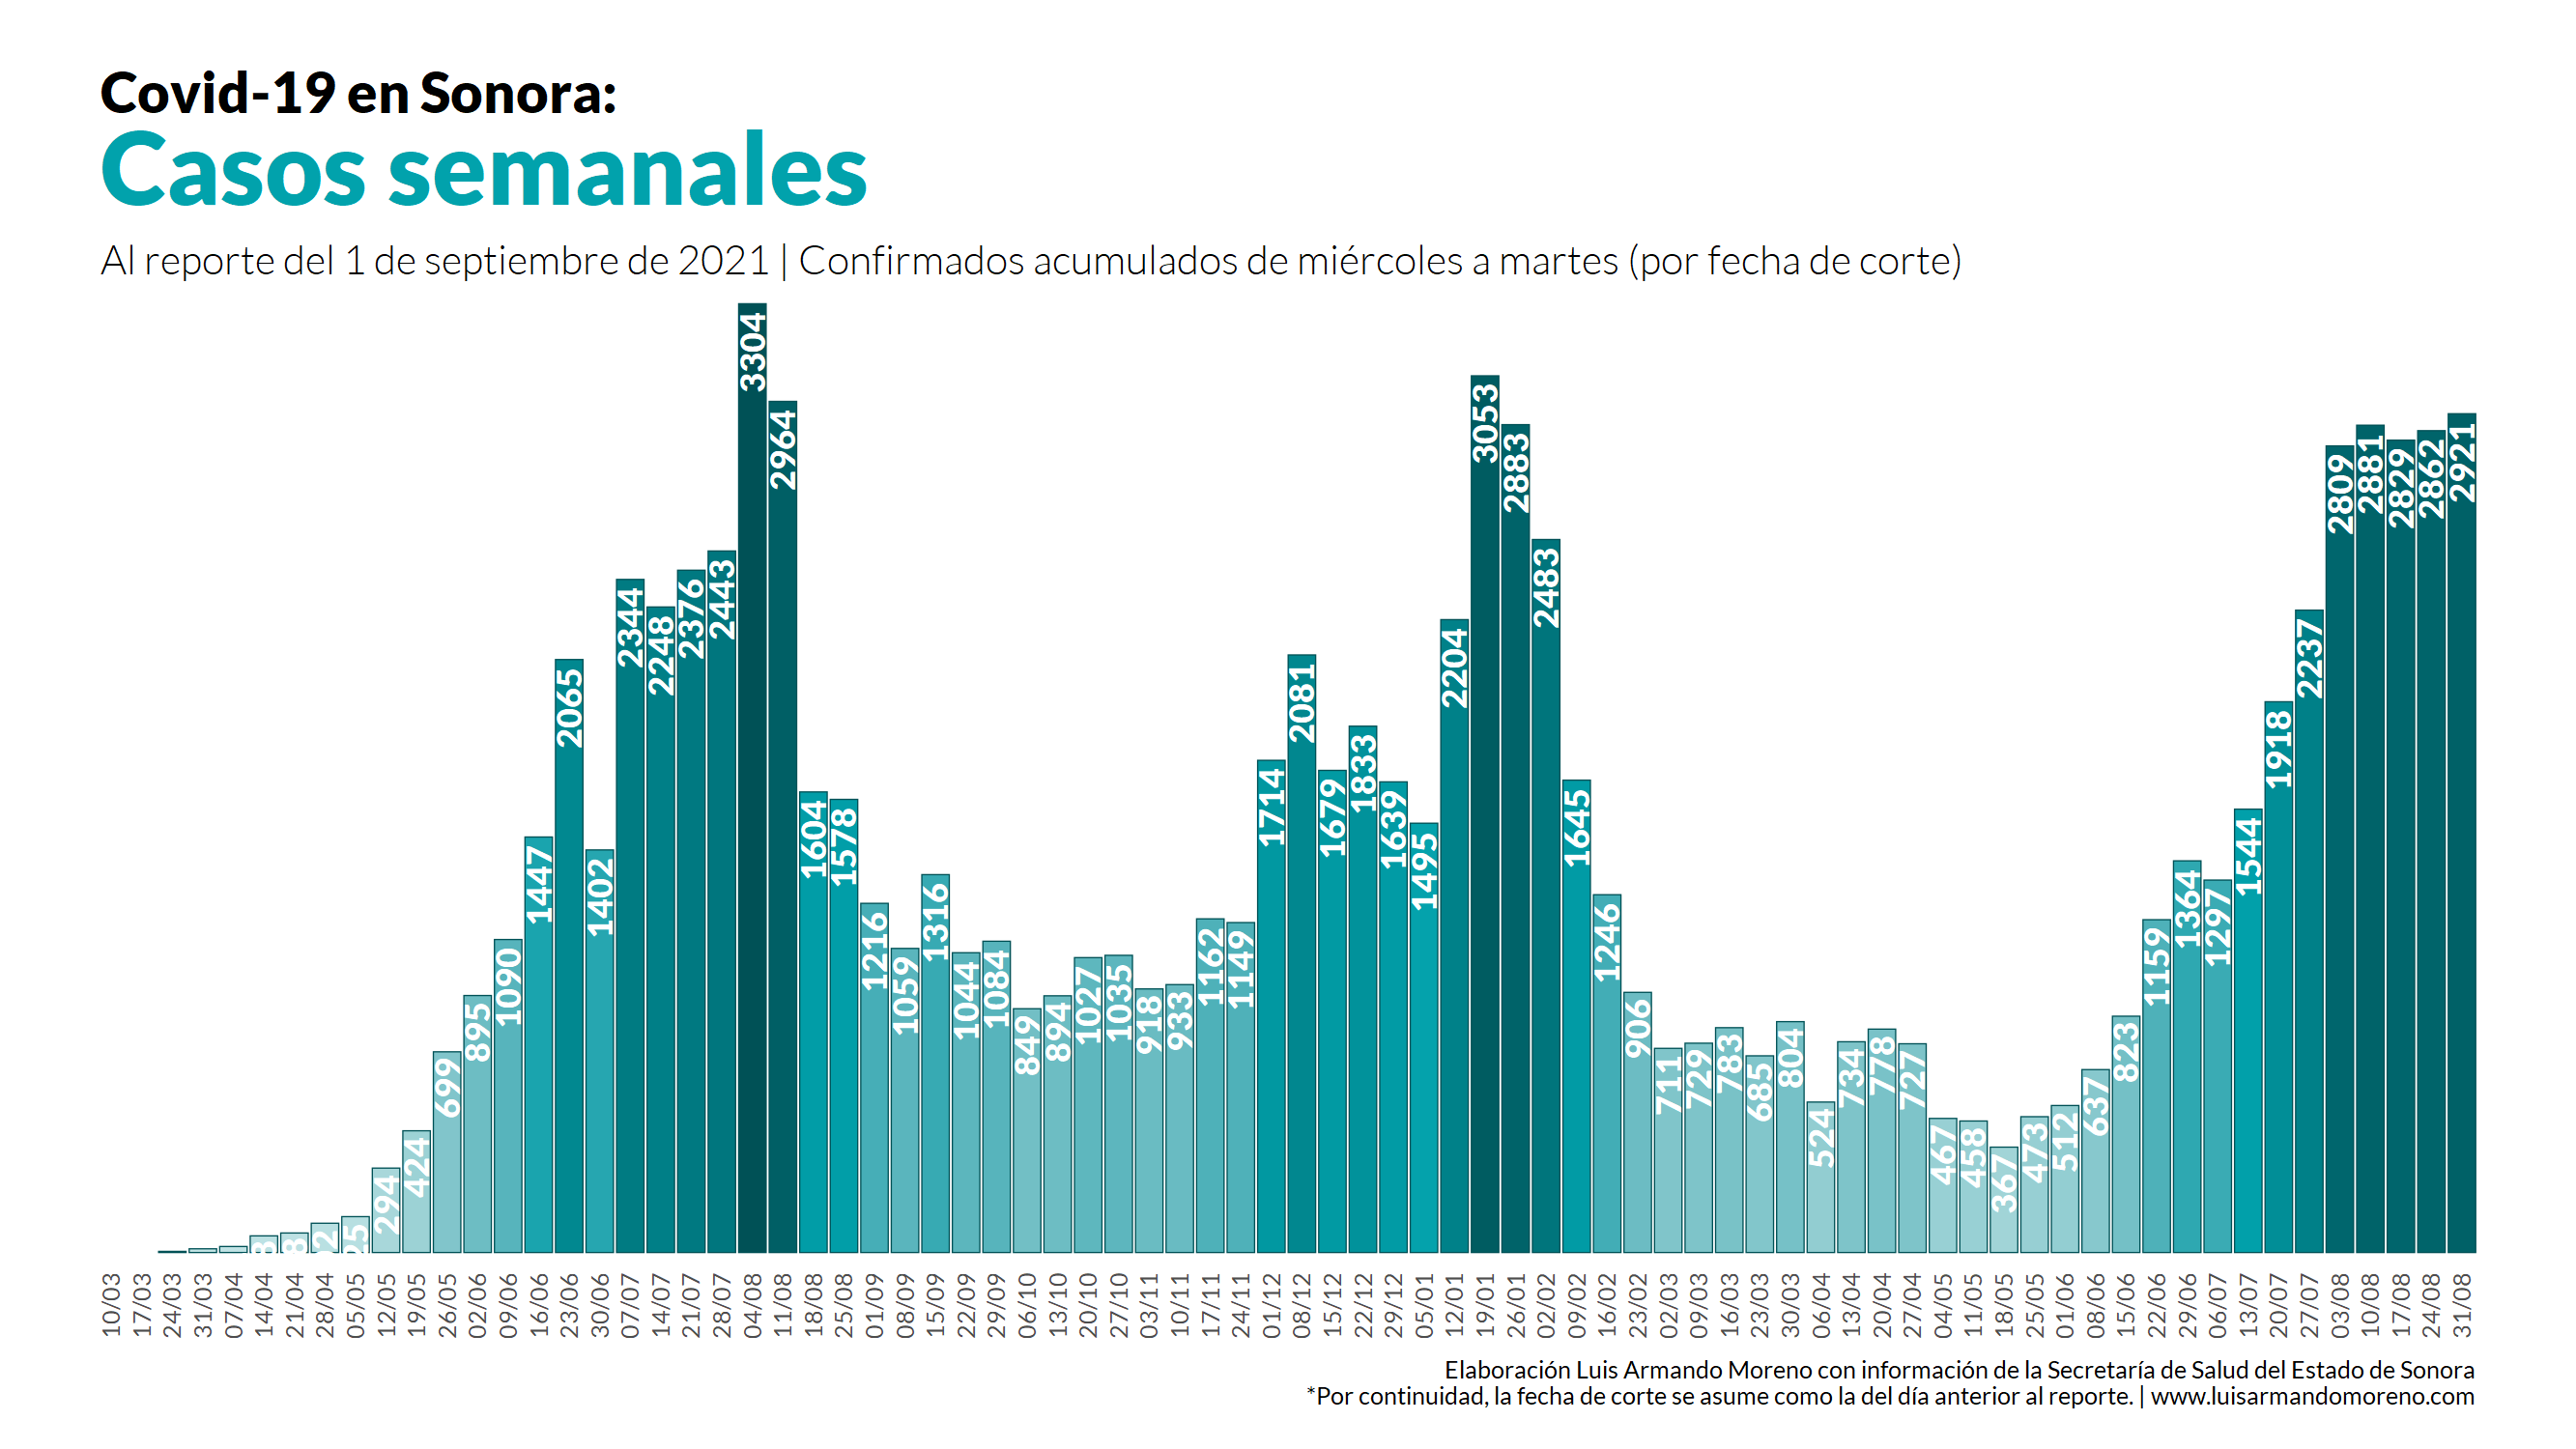 Covid-19 en Sonora:
Casos semanales
Al reporte del 1 de septiembre de 2021 | Confirmados acumulados de miércoles a martes (por fecha de corte)
294 424 699 895 1090 1447 2065 1402 2344 2248 2376 2443 3304 2964 1604 1578 1216 1059 1316 1044 1084 849 894 1027 1035 918 933 1162 1149 1714 2081 1679 1833 1639 1495 2204 3053 2883 2483 1645 1246 906 711 729 783 685 804 524 734 778 727 467 458 367 473 512 637 823 1159 1364 1297 1544 1918 2237 2809 2881 2829 2862 2921
10/03 17/03 24/03 31/03 07/04 14/04 21/04 28/04 05/05 12/05 19/05 26/05 02/06 09/06 16/06 23/06 30/06 07/07 14/07 21/07 28/07 04/08 11/08 18/08 25/08 01/09 08/09 15/09 22/09 29/09 06/10 13/10 20/10 27/10 03/11 10/11 17/11 24/11 01/12 08/12 15/12 22/12 29/12 05/01 12/01 19/01 26/01 02/02 09/02 16/02 23/02 02/03 09/03 16/03 23/03 30/03 06/04 13/04 20/04 27/04 04/05 11/05 18/05 25/05 01/06 08/06 15/06 22/06 29/06 06/07 13/07 20/07 27/07 03/08 10/08 17/08 24/08 31/08
Elaboración Luis Armando Moreno con información de la Secretaría de Salud del Estado de Sonora
*Por continuidad, la fecha de corte se asume como la del día anterior al reporte. | www.luisarmandomoreno.com